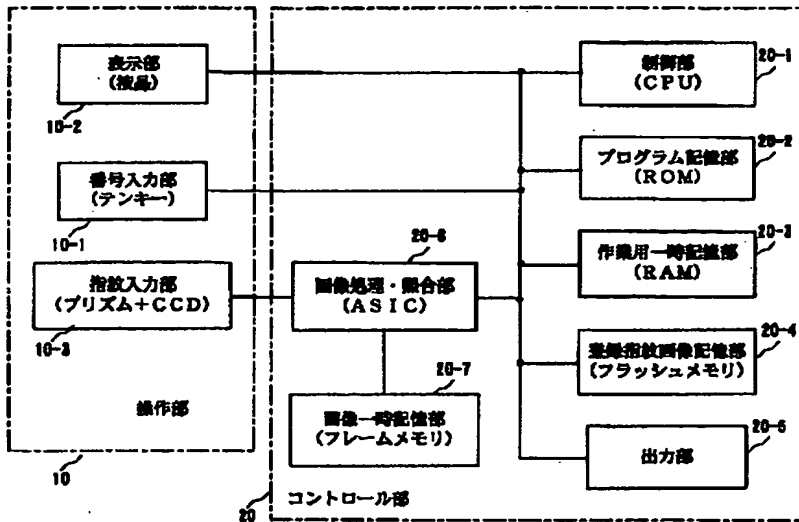 表示部
(液晶)
10-2
番号入力部
(テンキー)
10-1
指紋入力部
(プリズム+CCD)
10-3
操作部
10
制御部
(CPU)
20-1
プログラム記憶部
(ROM)
20-2
作業用一時記憶部
(RAM)
20-3
登録指紋画像記憶部
(フラッシュメモリ)
20-4
出力部
20-5
画像処理・照合部
(ASIC)
20-6
画像一時記憶部
(フレームメモリ)
20-7
コントロール部
20